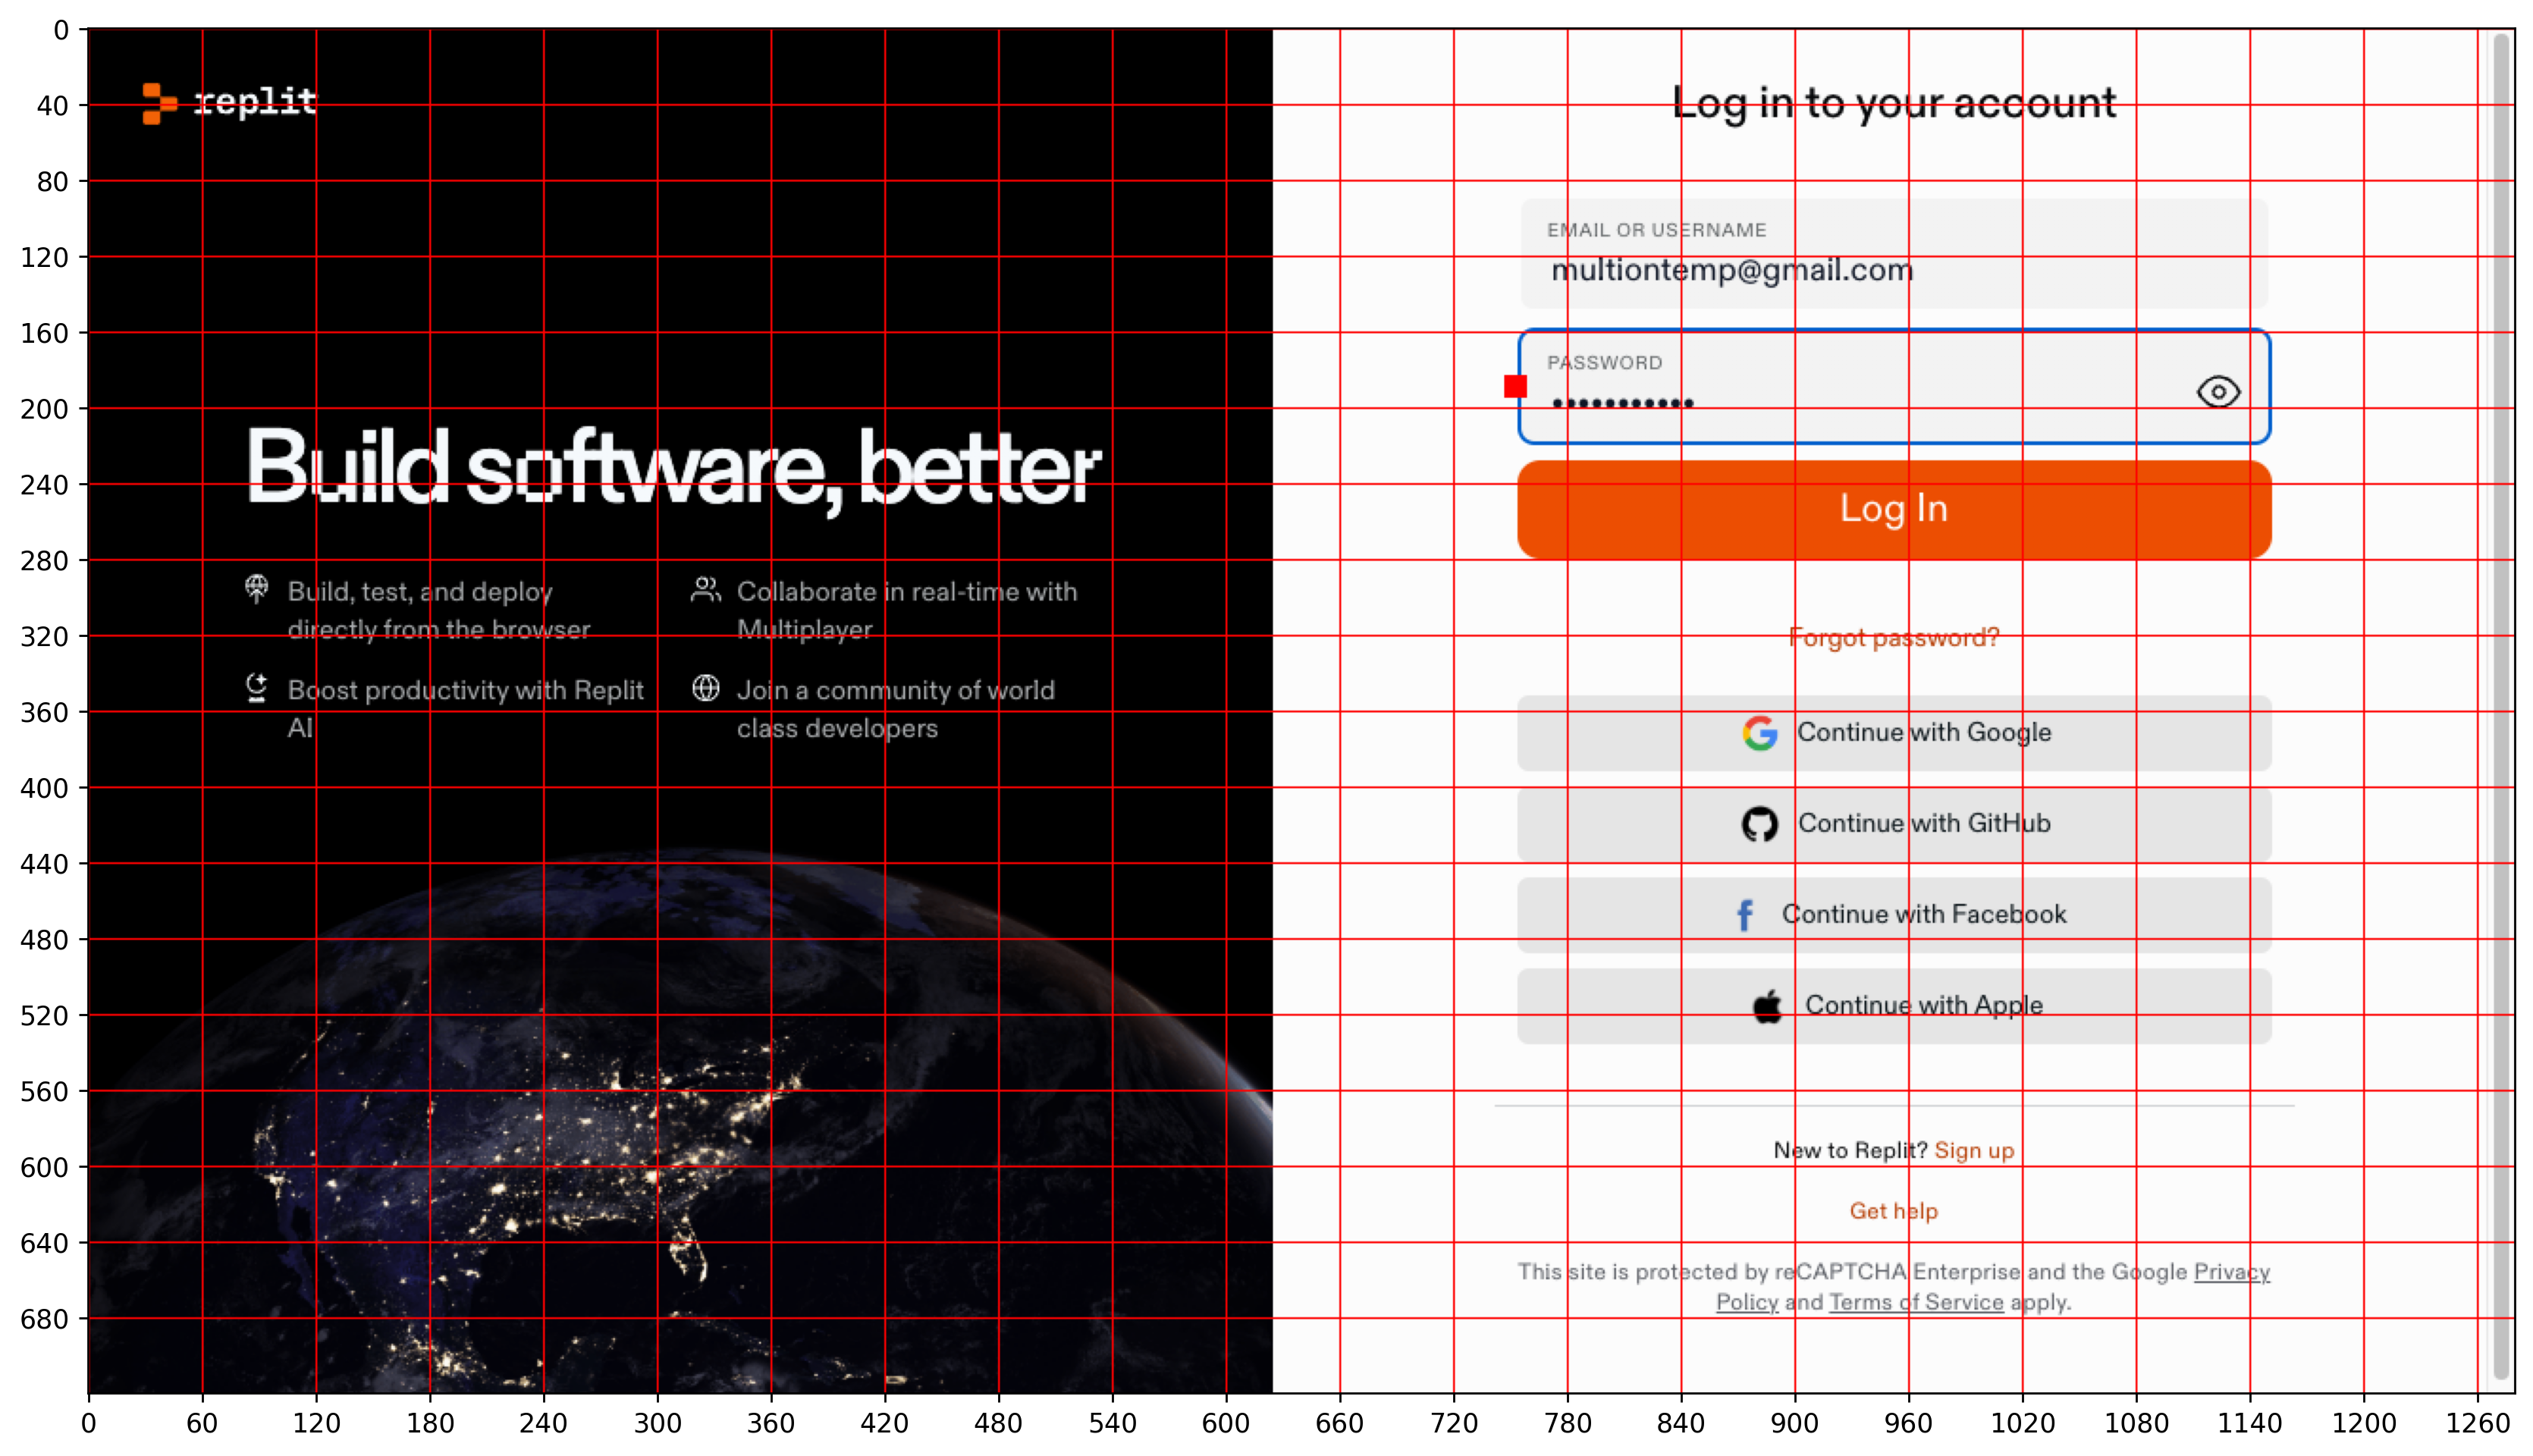 replit
Build software, better
Build, test, and deploy
directly from the browser
Collaborate in real-time with
Multiplayer
Boost productivity with Replit
AI
Join a community of world
class developers
Log in to your account
EMAIL OR USERNAME
multiontemp@gmail.com
PASSWORD
•••••••••••
Log In
Forgot password?
Continue with Google
Continue with GitHub
Continue with Facebook
Continue with Apple
New to Replit? Sign up
Get help
This site is protected by reCAPTCHA Enterprise and the Google Privacy
Policy and Terms of Service apply.
0
40
80
120
160
200
240
280
320
360
400
440
480
520
560
600
640
680
0 60 120 180 240 300 360 420 480 540 600 660 720 780 840 900 960 1020 1080 1140 1200 1260